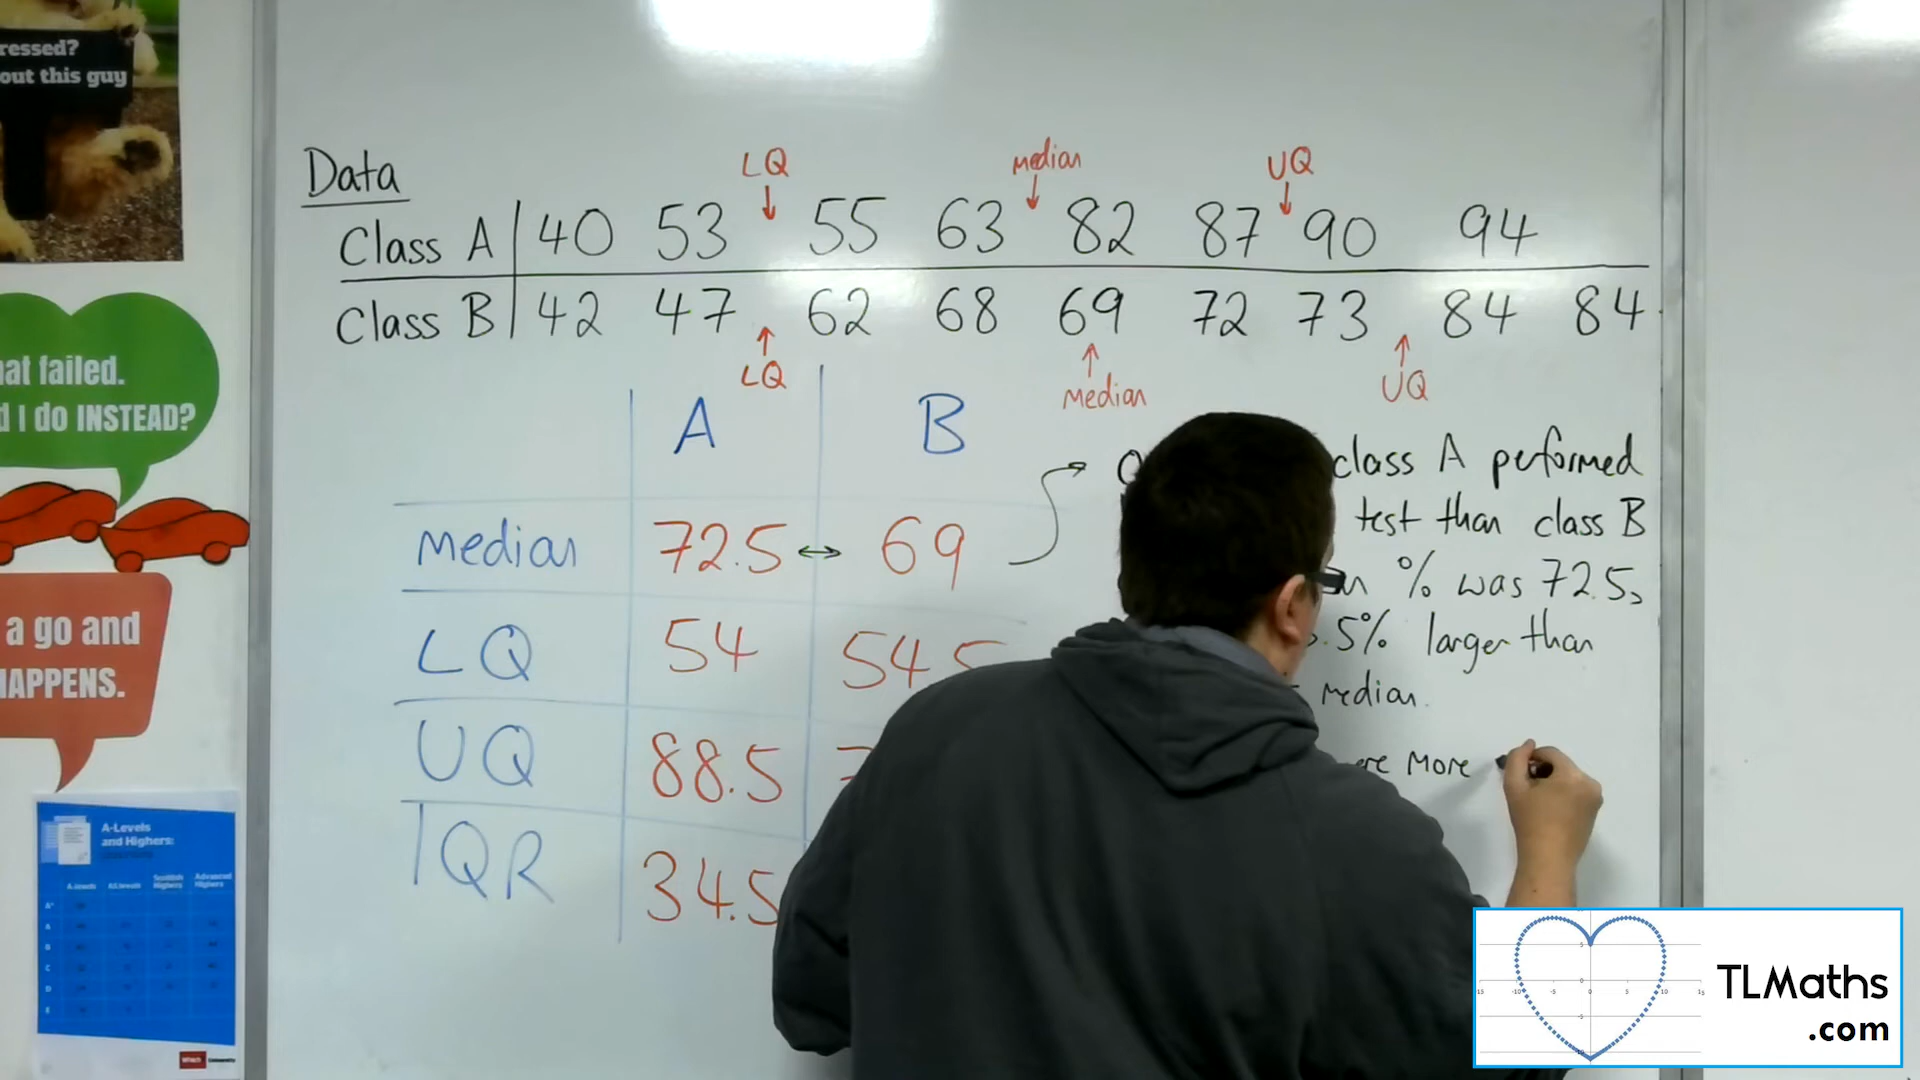 ressed?
out this guy
Data
LQ
median
UQ
Class A 40 53 55 63 82 87 90 94
Class B 42 47 62 68 69 72 73 84 84
LQ
Median
UQ
hat failed.
d I do INSTEAD?
a go and
HAPPENS.
A B
class A performed
test than class B
% was 72.5,
.5% larger than
median.
more
Median 72.5 69
LQ 54 54.5
UQ 88.5
IQR 34.5
A-Levels
and Highers:
TLMaths
.com